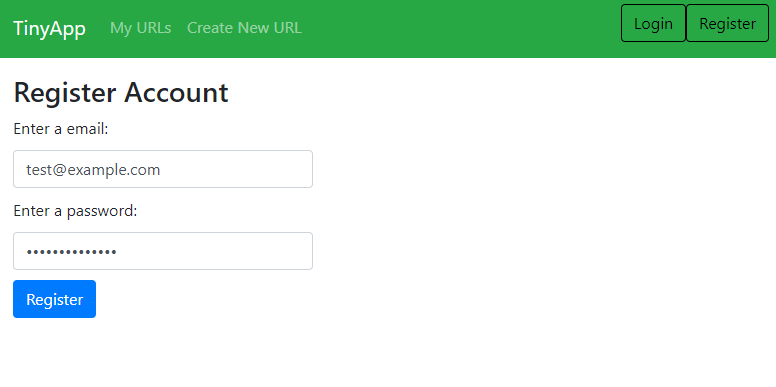 TinyApp My URLs Create New URL Login Register
Register Account
Enter a email:
test@example.com
Enter a password:
••••••••••••••
Register